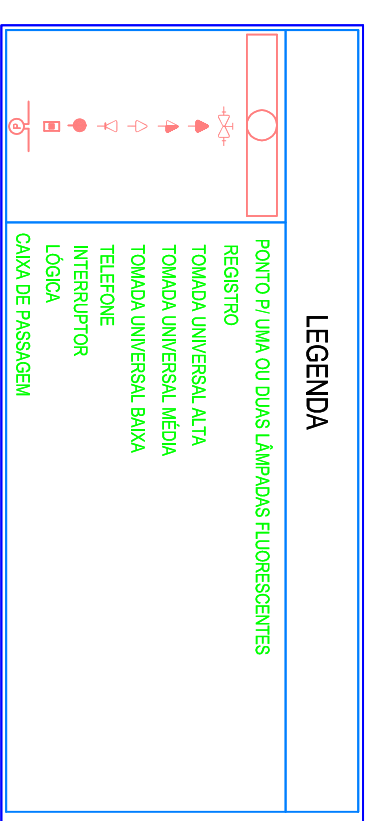 LEGENDA
PONTO P/ UMA OU DUAS LÂMPADAS FLUORESCENTES
REGISTRO
TOMADA UNIVERSAL ALTA
TOMADA UNIVERSAL MÉDIA
TOMADA UNIVERSAL BAIXA
TELEFONE
INTERRUPTOR
LÓGICA
P CAIXA DE PASSAGEM